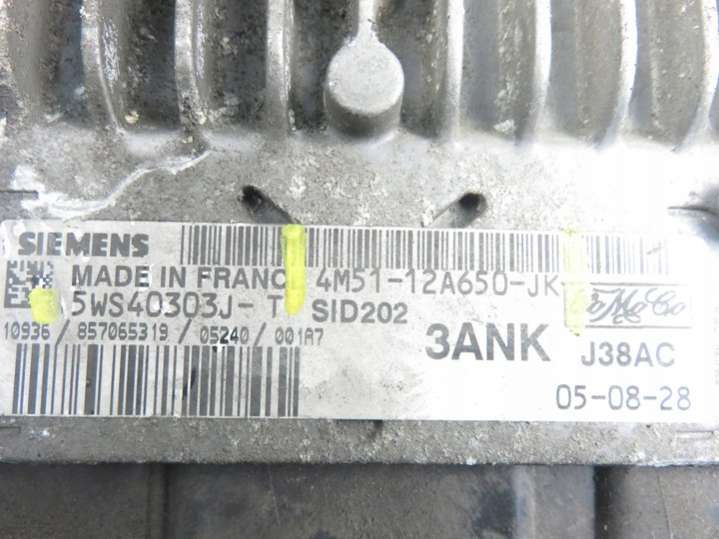 SIEMENS
MADE IN FRANC 4M51-12A650-JK
5WS40303J-T SID202
10936 / 857065319 / 05240 / 001A7
3ANK J38AC
05-08-28